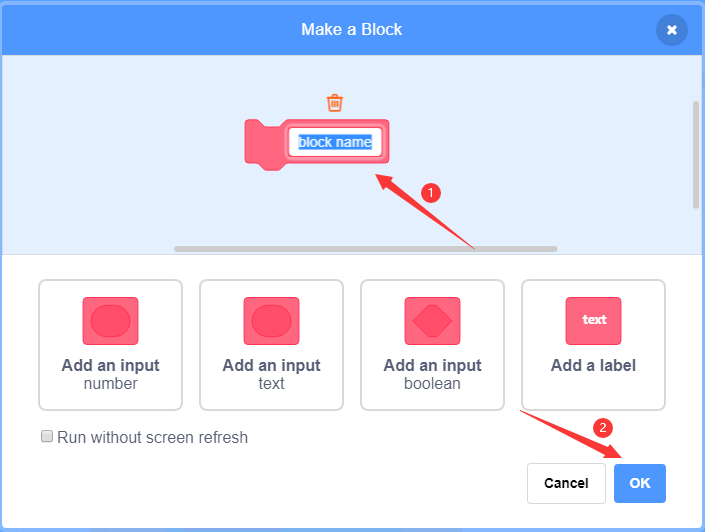 Make a Block
block name
1
text
Add an input
number
Add an input
text
Add an input
boolean
Add a label
2
Run without screen refresh
Cancel
OK